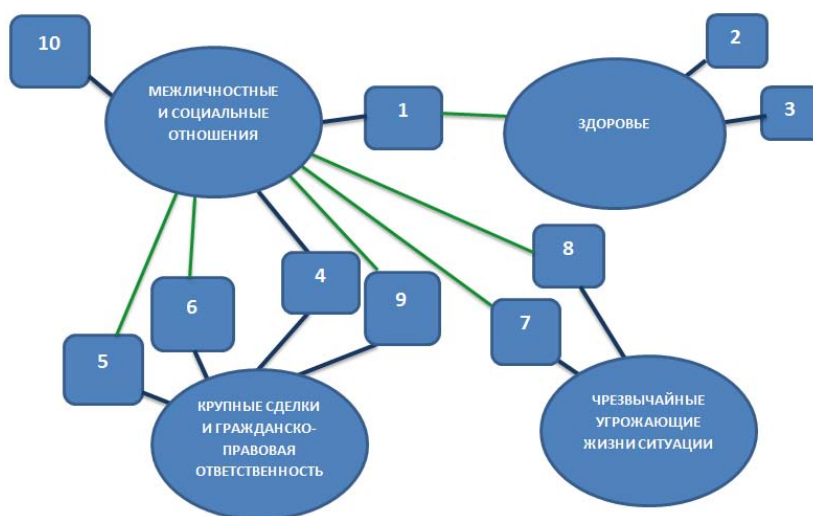 10
МЕЖЛИЧНОСТНЫЕ
И СОЦИАЛЬНЫЕ
ОТНОШЕНИЯ
1
ЗДОРОВЬЕ
2
3
4
9
6
5
8
7
КРУПНЫЕ СДЕЛКИ
И ГРАЖДАНСКО-
ПРАВОВАЯ
ОТВЕТСТВЕННОСТЬ
ЧРЕЗВЫЧАЙНЫЕ
УГРОЖАЮЩИЕ
ЖИЗНИ СИТУАЦИИ